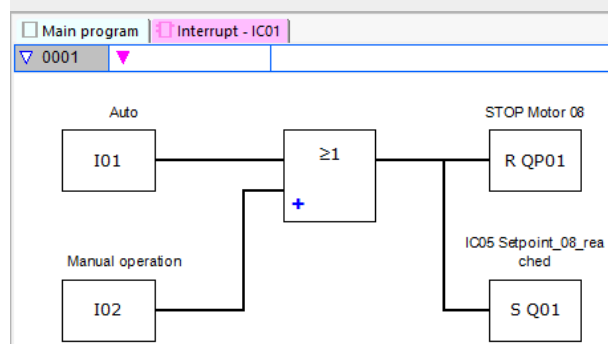 Main program
Interrupt - IC01
0001
Auto
STOP Motor 08
I01
≥1
R QP01
+
Manual operation
IC05 Setpoint_08_rea
ched
I02
S Q01